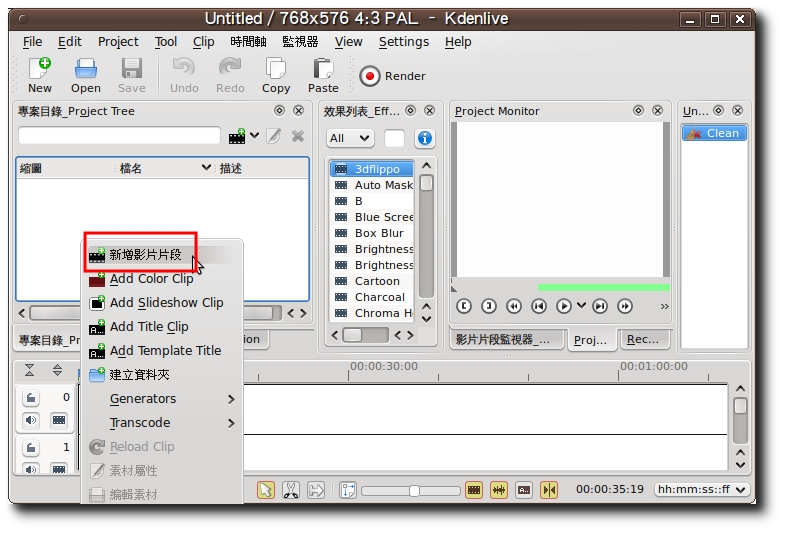 Untitled / 768x576 4:3 PAL - Kdenlive
File Edit Project Tool Clip 時間軸 監視器 View Settings Help
New Open Save Undo Redo Copy Paste Render
專案目錄_Project Tree
效果列表_Eff...
Project Monitor
Un...
All
Clean
縮圖 檔名 描述
3dflippo
Auto Mask
B
Blue Scree
Box Blur
Brightness
Brightness
Cartoon
Charcoal
Chroma H
新增影片片段
Add Color Clip
Add Slideshow Clip
Add Title Clip
Add Template Title
建立資料夾
Generators
Transcode
Reload Clip
素材屬性
編輯素材
專案目錄_Pr
ion
影片片段監視器_...
Proj...
Rec...
00:00:30:00
00:01:00:00
0
1
00:00:35:19
hh:mm:ss::ff